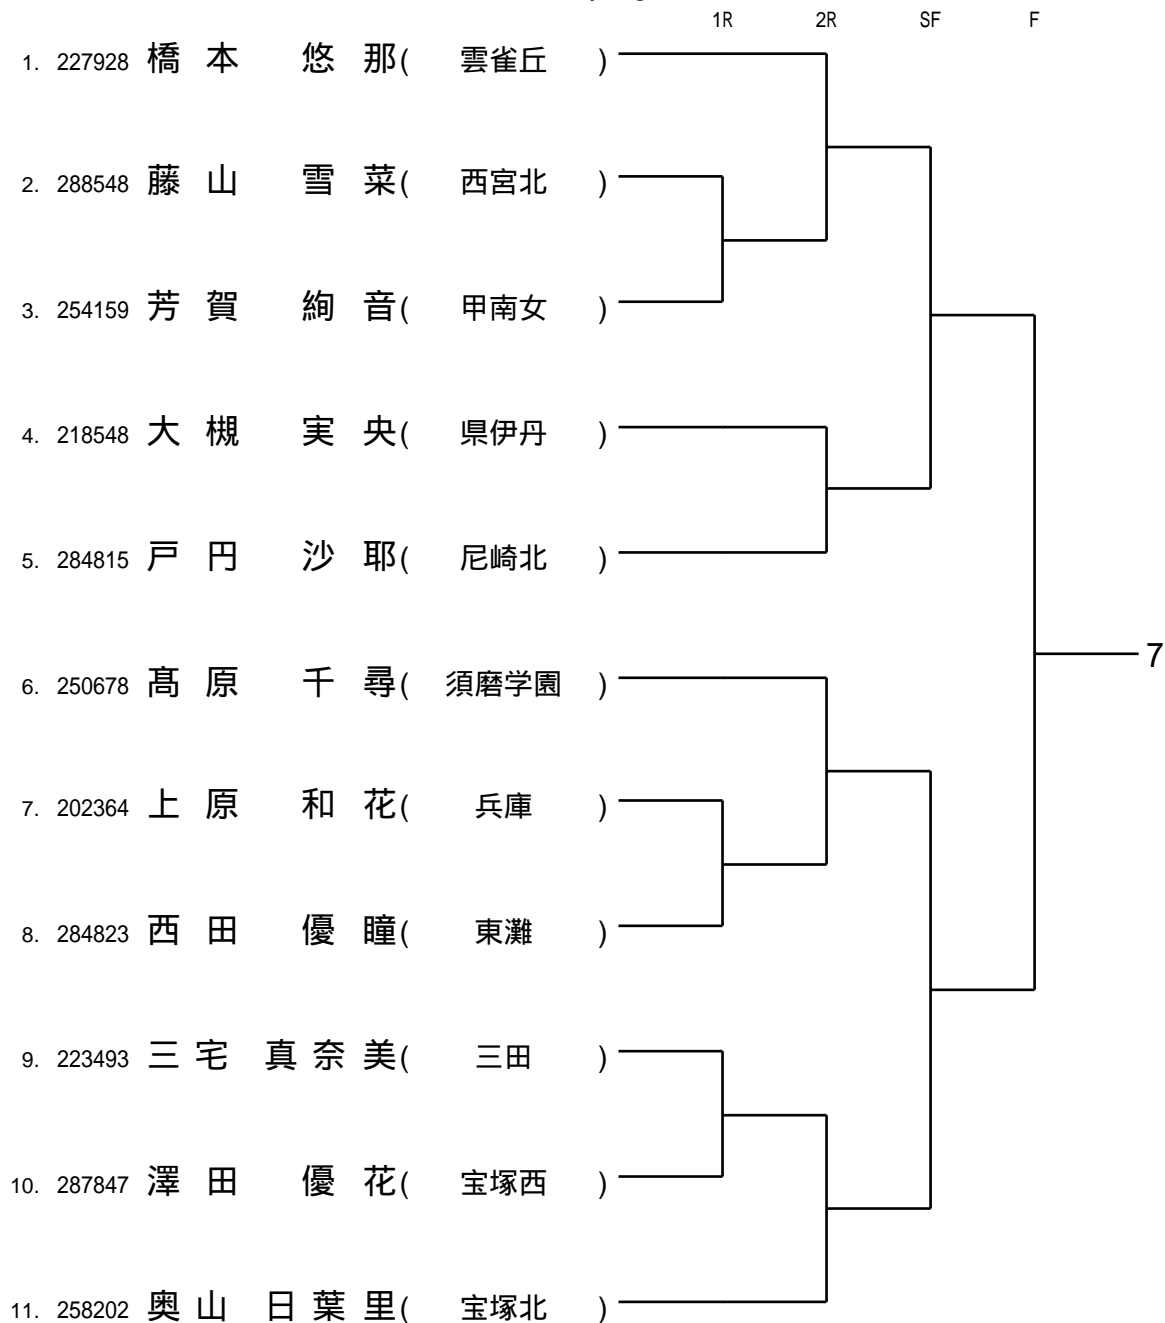 1R 2R SF F
1. 227928 橋本 悠那( 雲雀丘 )
2. 288548 藤山 雪菜( 西宮北 )
3. 254159 芳賀 絢音( 甲南女 )
4. 218548 大槻 実央( 県伊丹 )
5. 284815 戸円 沙耶( 尼崎北 )
7
6. 250678 髙原 千尋( 須磨学園 )
7. 202364 上原 和花( 兵庫 )
8. 284823 西田 優瞳( 東灘 )
9. 223493 三宅 真奈美( 三田 )
10. 287847 澤田 優花( 宝塚西 )
11. 258202 奥山 日葉里( 宝塚北 )